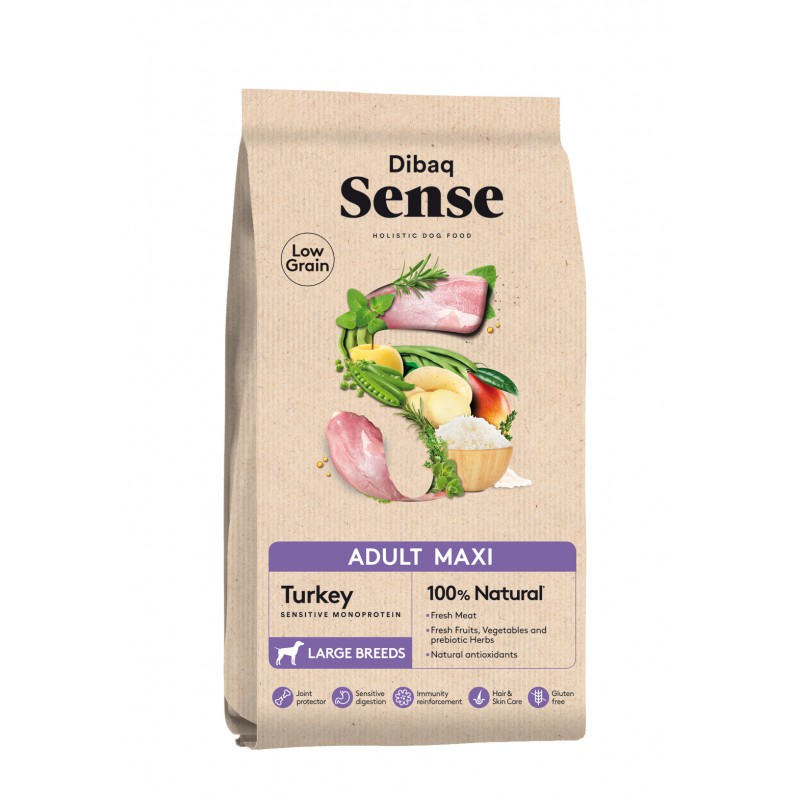 Dibaq
Sense
HOLISTIC DOG FOOD
Low
Grain
ADULT MAXI
Turkey
SENSITIVE MONOPROTEIN
LARGE BREEDS
100% Natural
• Fresh Meat
• Fresh Fruits, Vegetables and
prebiotic Herbs
• Natural antioxidants
Joint
protector
Sensitive
digestion
Immunity
reinforcement
Hair &
Skin Care
Gluten
free